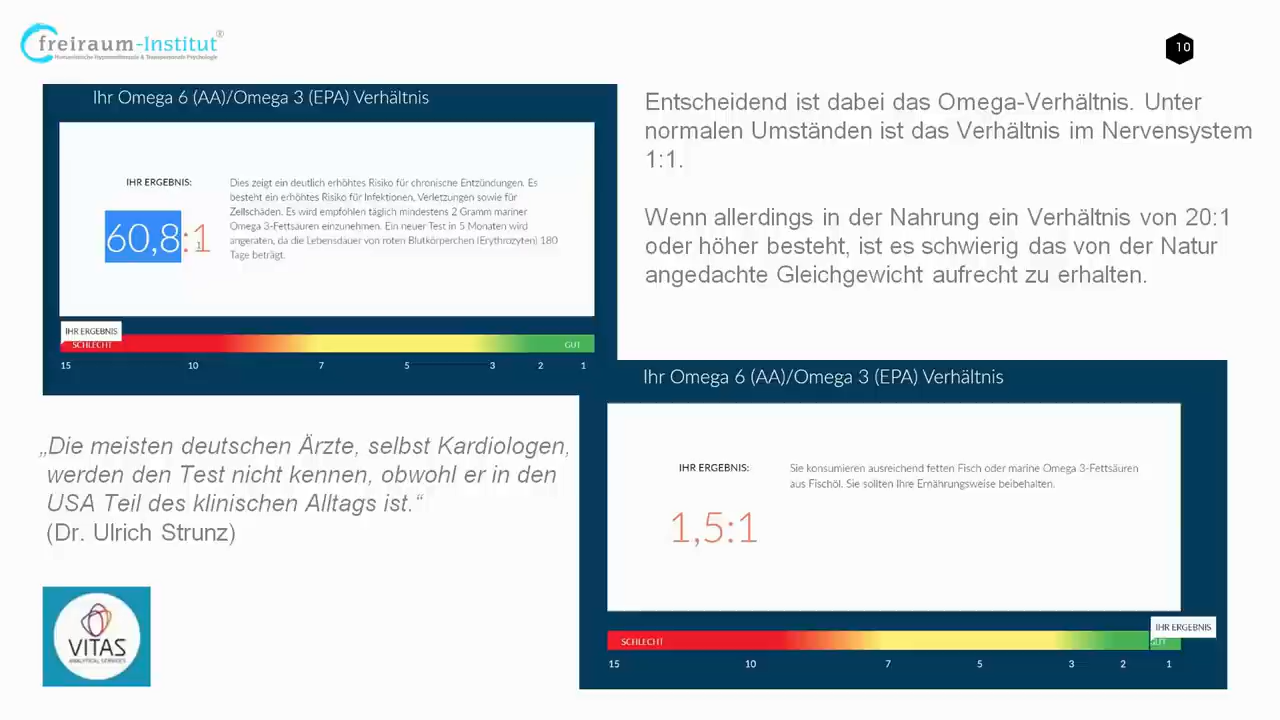 freiraum-Institut®
Humanistische Hypnosetherapie & Transpersonale Psychologie
10
Ihr Omega 6 (AA)/Omega 3 (EPA) Verhältnis
IHR ERGEBNIS:
60,8:1
Dies zeigt ein deutlich erhöhtes Risiko für chronische Entzündungen. Es
besteht ein erhöhtes Risiko für Infektionen, Verletzungen sowie für
Zellschäden. Es wird empfohlen täglich mindestens 2 Gramm mariner
Omega 3-Fettsäuren einzunehmen. Ein neuer Test in 5 Monaten wird
angeraten, da die Lebensdauer von roten Blutkörperchen (Erythrozyten) 180
Tage beträgt.
IHR ERGEBNIS
SCHLECHT
GUT
15 10 7 5 3 2 1
Entscheidend ist dabei das Omega-Verhältnis. Unter
normalen Umständen ist das Verhältnis im Nervensystem
1:1.
Wenn allerdings in der Nahrung ein Verhältnis von 20:1
oder höher besteht, ist es schwierig das von der Natur
angedachte Gleichgewicht aufrecht zu erhalten.
„Die meisten deutschen Ärzte, selbst Kardiologen,
werden den Test nicht kennen, obwohl er in den
USA Teil des klinischen Alltags ist.“
(Dr. Ulrich Strunz)
VITAS
ANALYTICAL SERVICES
Ihr Omega 6 (AA)/Omega 3 (EPA) Verhältnis
IHR ERGEBNIS:
1,5:1
Sie konsumieren ausreichend fetten Fisch oder marine Omega 3-Fettsäuren
aus Fischöl. Sie sollten Ihre Ernährungsweise beibehalten.
IHR ERGEBNIS
SCHLECHT
GUT
15 10 7 5 3 2 1